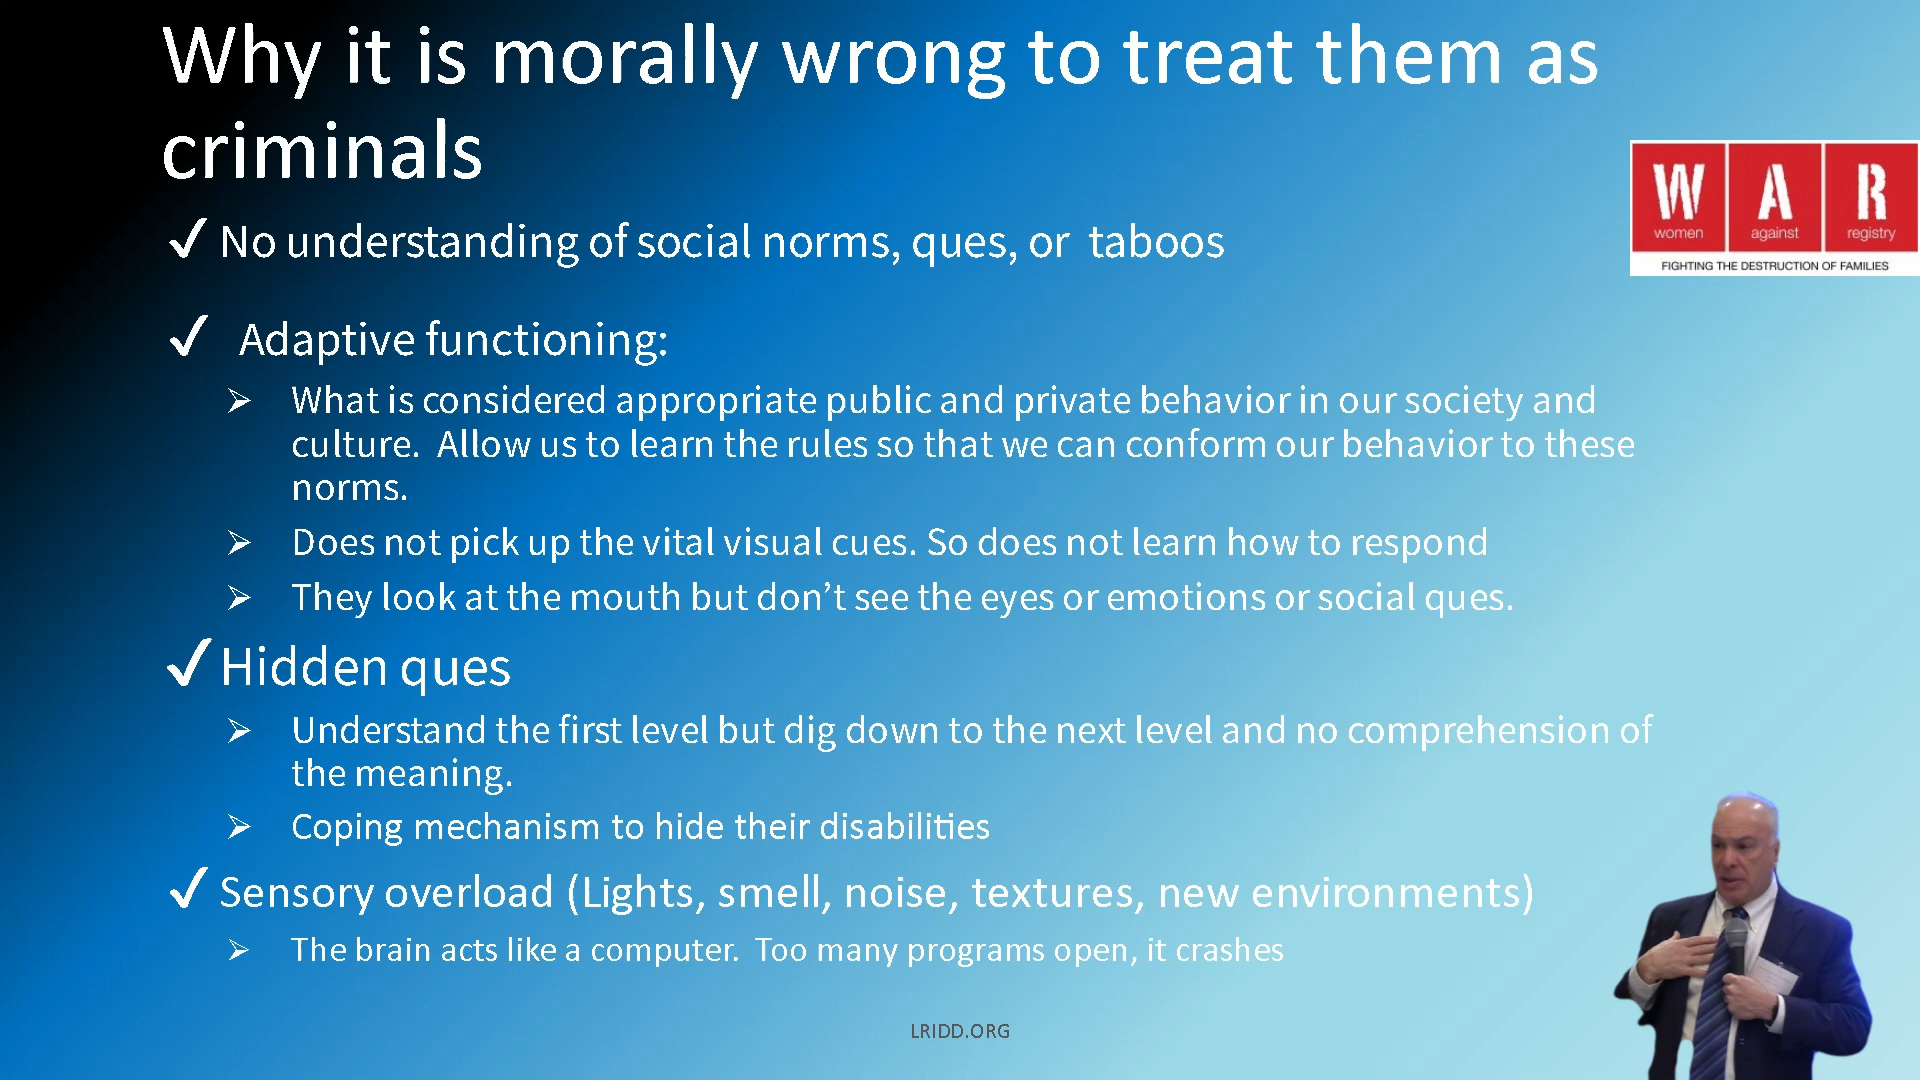 Why it is morally wrong to treat them as
criminals
W A R
women against registry
FIGHTING THE DESTRUCTION OF FAMILIES
✓ No understanding of social norms, ques, or  taboos
✓ Adaptive functioning:
➢ What is considered appropriate public and private behavior in our society and
culture.  Allow us to learn the rules so that we can conform our behavior to these
norms.
➢ Does not pick up the vital visual cues. So does not learn how to respond
➢ They look at the mouth but don’t see the eyes or emotions or social ques.
✓ Hidden ques
➢ Understand the first level but dig down to the next level and no comprehension of
the meaning.
➢ Coping mechanism to hide their disabilities
✓ Sensory overload (Lights, smell, noise, textures, new environments)
➢ The brain acts like a computer.  Too many programs open, it crashes
LRIDD.ORG